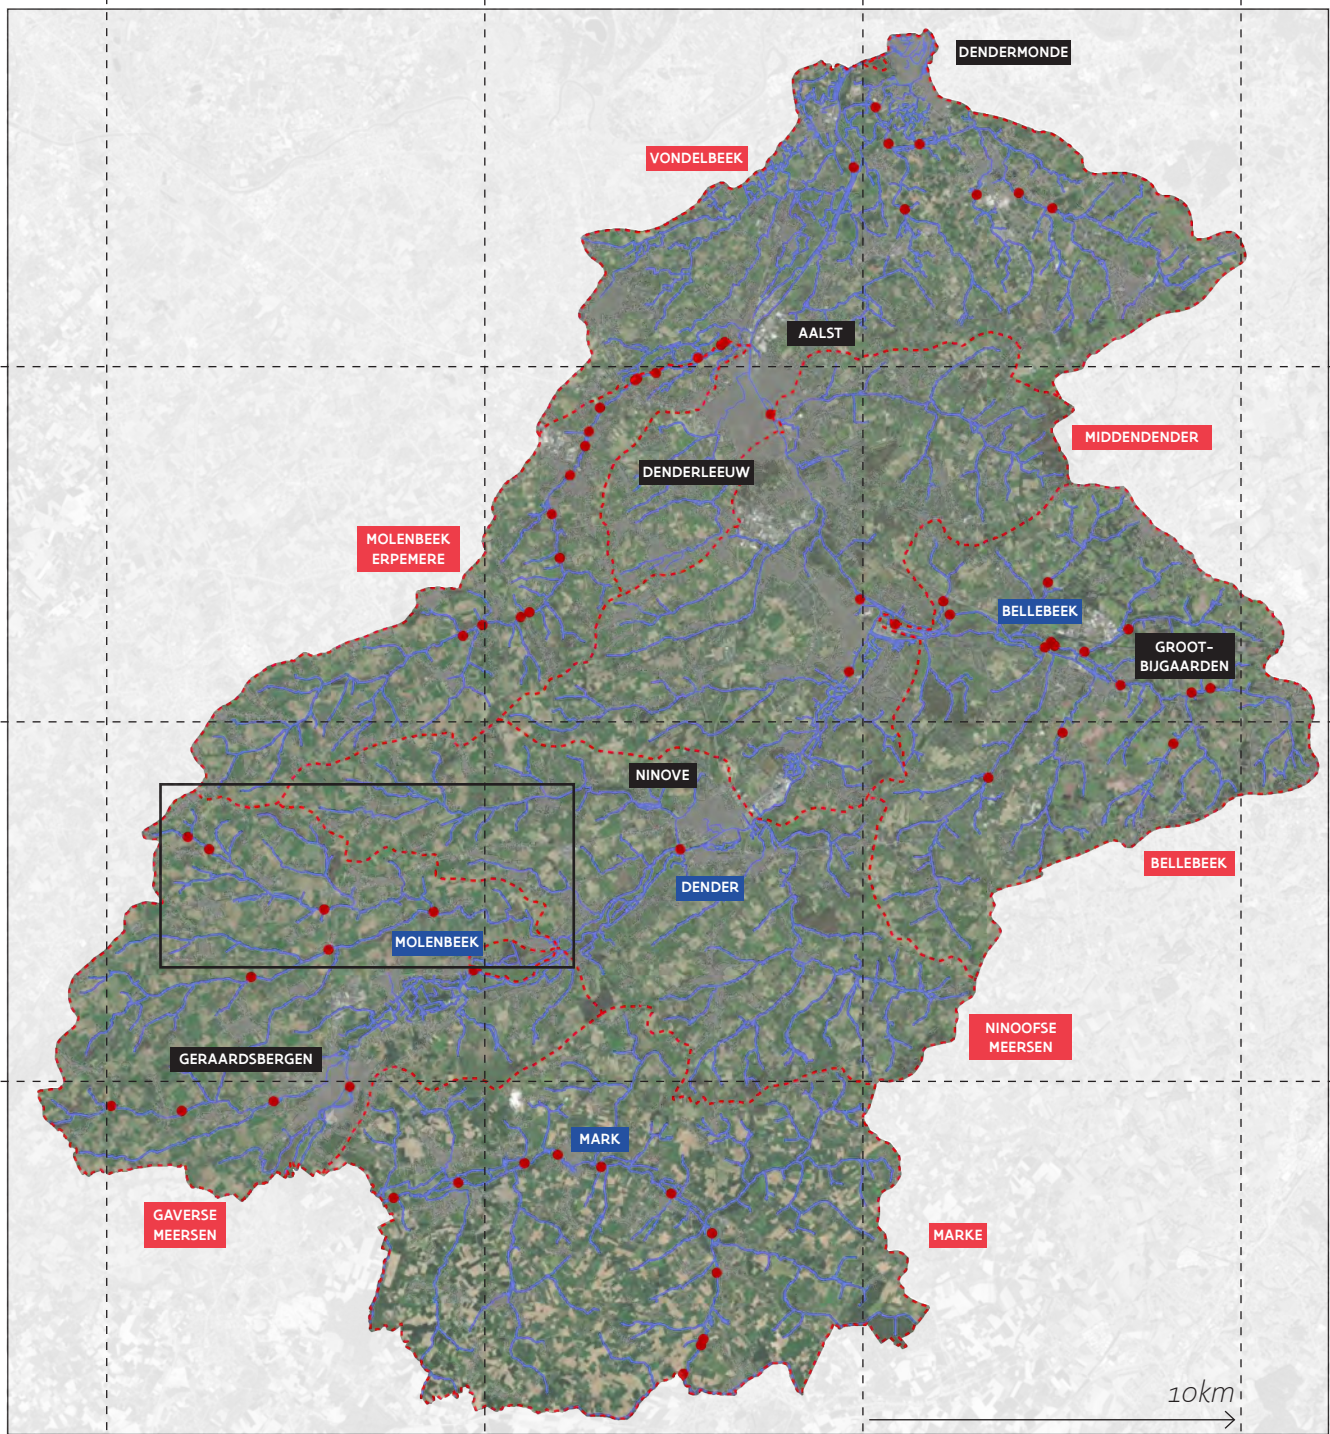 DENDERMONDE
VONDELBEEK
AALST
MIDDENDENDER
DENDERLEEUW
MOLENBEEK
ERPEMERE
BELLEBEEK
GROOT-
BIJGAARDEN
NINOVE
BELLEBEEK
DENDER
MOLENBEEK
NINOOFSE
MEERSEN
GERAARDSBERGEN
MARK
GAVERSE
MEERSEN
MARKE
10km